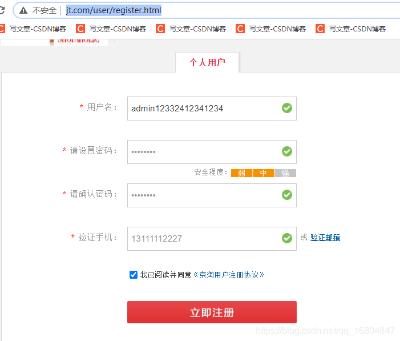 不安全 | jt.com/user/register.html
写文章-CSDN博客 写文章-CSDN博客 写文章-CSDN博客 写文章-CSDN博客 写文章-CSDN博客
个人用户
* 用户名： admin12332412341234
* 请设置密码： ••••••••
安全程度： 弱 中 强
* 请确认密码： ••••••••
* 验证手机： 13111112227 或 验证邮箱
我已阅读并同意《京淘用户注册协议》
立即注册